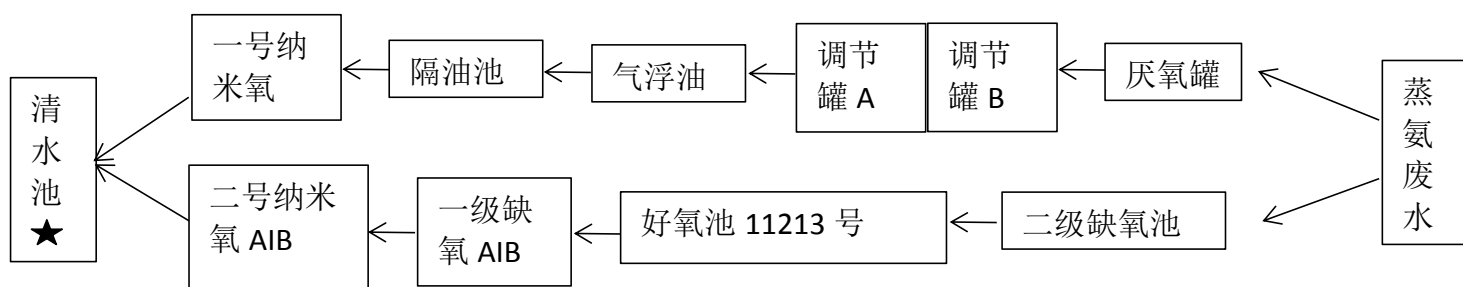 一号纳
米氧
隔油池
气浮油
调节
罐 A
调节
罐 B
厌氧罐
蒸
氨
废
水
清
水
池
★
二号纳米
氧 AIB
一级缺
氧 AIB
好氧池 11213 号
二级缺氧池